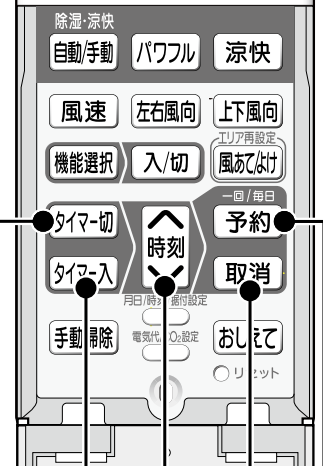 除湿・涼快
自動/手動 パワフル 涼快
風速 左右風向 上下風向
エリア再設定
機能選択 入/切 風あてよけ
一回/毎日
タイマー切 時刻 予約
タイマー入 取消
月日/時刻 据付設定
手動掃除 電気代/CO₂設定 おしえて
リセット